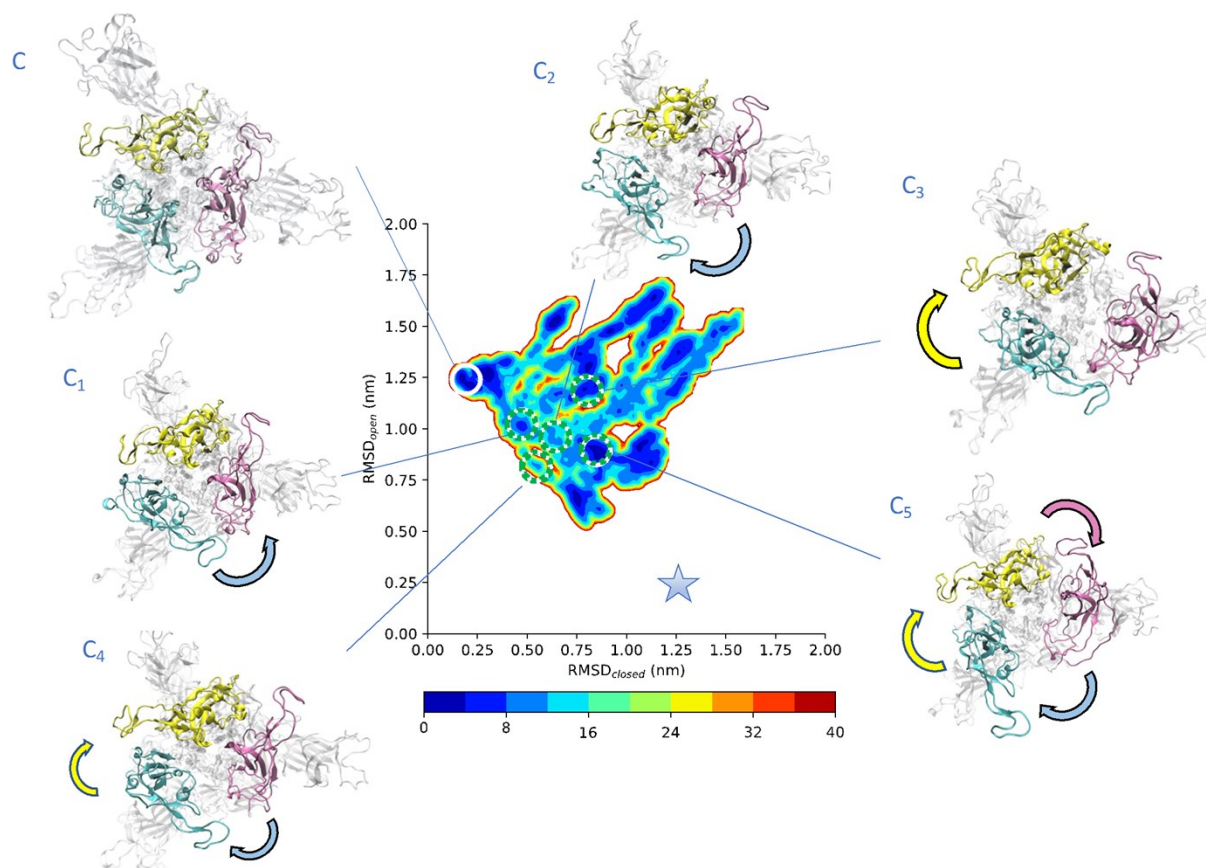 C
C₂
C₃
C₁
C₅
C₄
RMSD_open (nm)
2.00
1.75
1.50
1.25
1.00
0.75
0.50
0.25
0.00
0.00 0.25 0.50 0.75 1.00 1.25 1.50 1.75 2.00
RMSD_closed (nm)
0 8 16 24 32 40